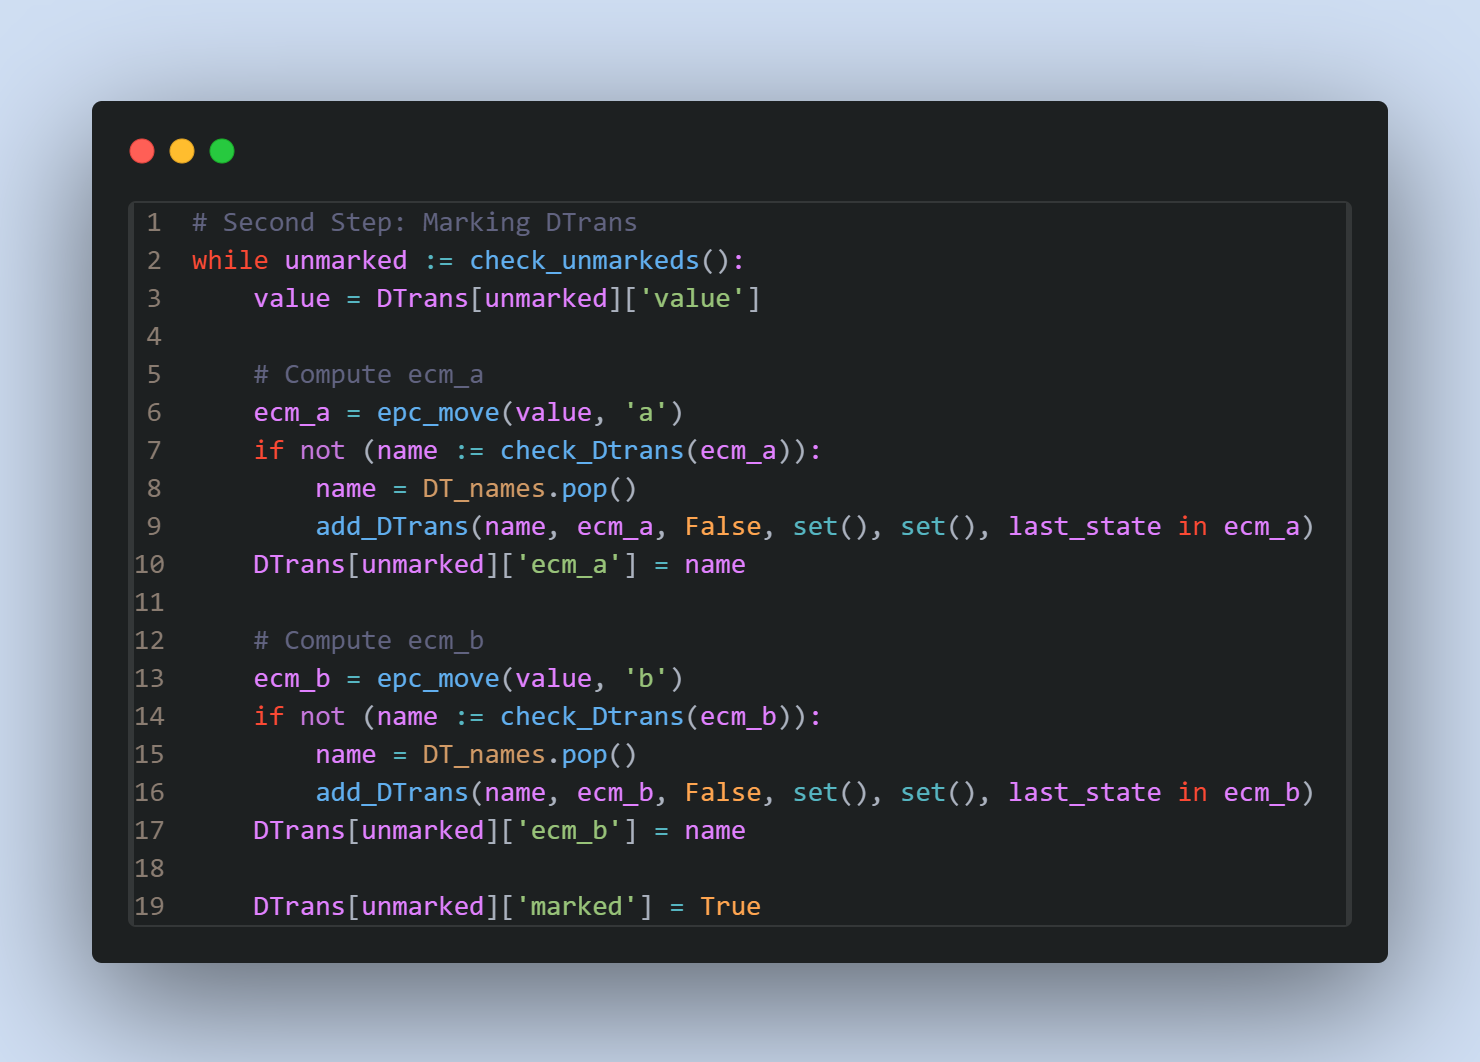 1 # Second Step: Marking DTrans
2 while unmarked := check_unmarkeds():
3     value = DTrans[unmarked]['value']
4
5     # Compute ecm_a
6     ecm_a = epc_move(value, 'a')
7     if not (name := check_Dtrans(ecm_a)):
8         name = DT_names.pop()
9         add_DTrans(name, ecm_a, False, set(), set(), last_state in ecm_a)
10     DTrans[unmarked]['ecm_a'] = name
11
12     # Compute ecm_b
13     ecm_b = epc_move(value, 'b')
14     if not (name := check_Dtrans(ecm_b)):
15         name = DT_names.pop()
16         add_DTrans(name, ecm_b, False, set(), set(), last_state in ecm_b)
17     DTrans[unmarked]['ecm_b'] = name
18
19     DTrans[unmarked]['marked'] = True